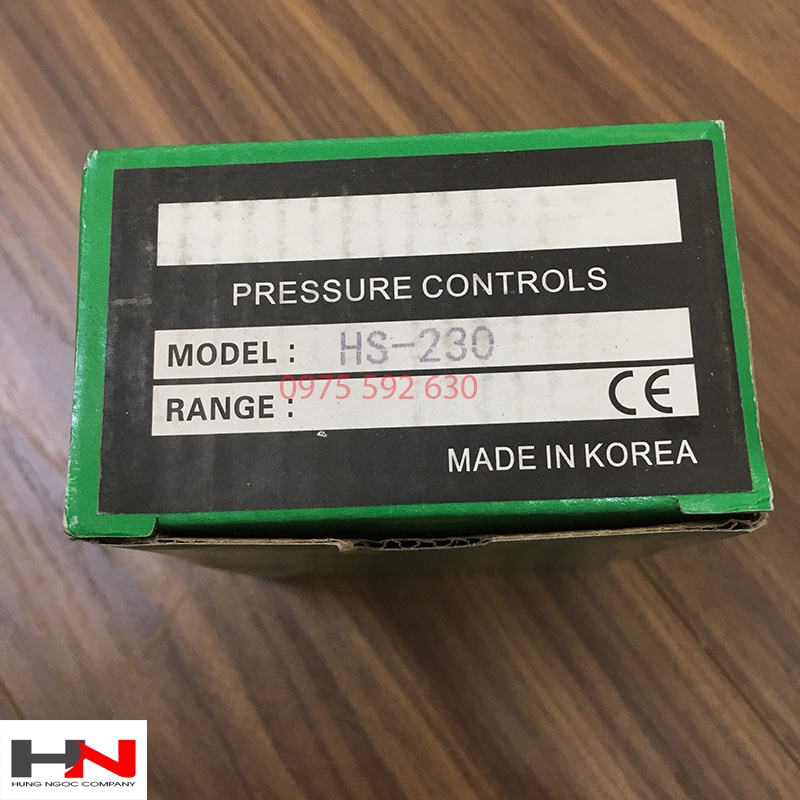 PRESSURE CONTROLS
MODEL : HS-230
0975 592 630
RANGE :
CE
MADE IN KOREA
HN
HUNG NGOC COMPANY